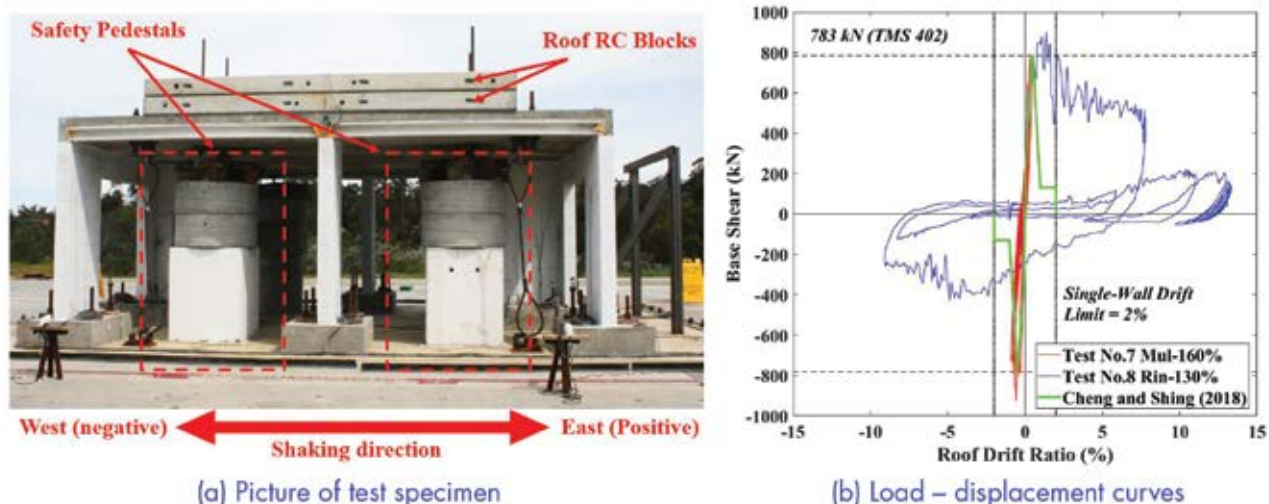 Safety Pedestals
Roof RC Blocks
West (negative)
East (Positive)
Shaking direction
(a) Picture of test specimen
1000
800
600
400
200
0
-200
-400
-600
-800
-1000
-15
-10
-5
0
5
10
15
Base Shear (kN)
Roof Drift Ratio (%)
783 kN (TMS 402)
Single-Wall Drift
Limit = 2%
Test No.7 Mul-160%
Test No.8 Rin-130%
Cheng and Shing (2018)
(b) Load – displacement curves